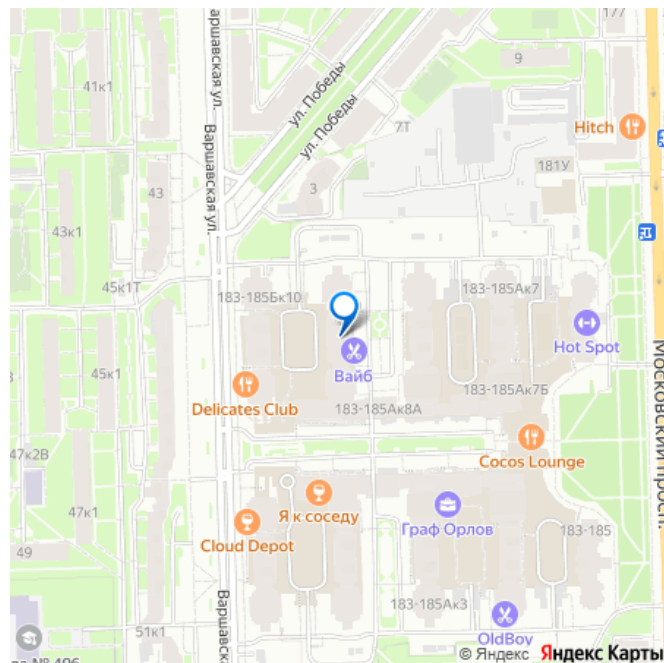 41к1
Варшавская ул.
ул. Победы
ул. Победы
9
177
Hitch
7Т
181У
43
Варшавская ул.
3
43к1
45к1Т
183-185Бк10
183-185Ак7
Hot Spot
Вайб
45к1
Delicates Club
183-185Ак8А
183-185Ак7Б
Московский просп.
Cocos Lounge
47к2В
47к1
Я к соседу
Граф Орлов
183-185
Cloud Depot
49
Варшавская
183-185Ак3
51к1
OldBoy
№ 496
© Яндекс Яндекс Карты